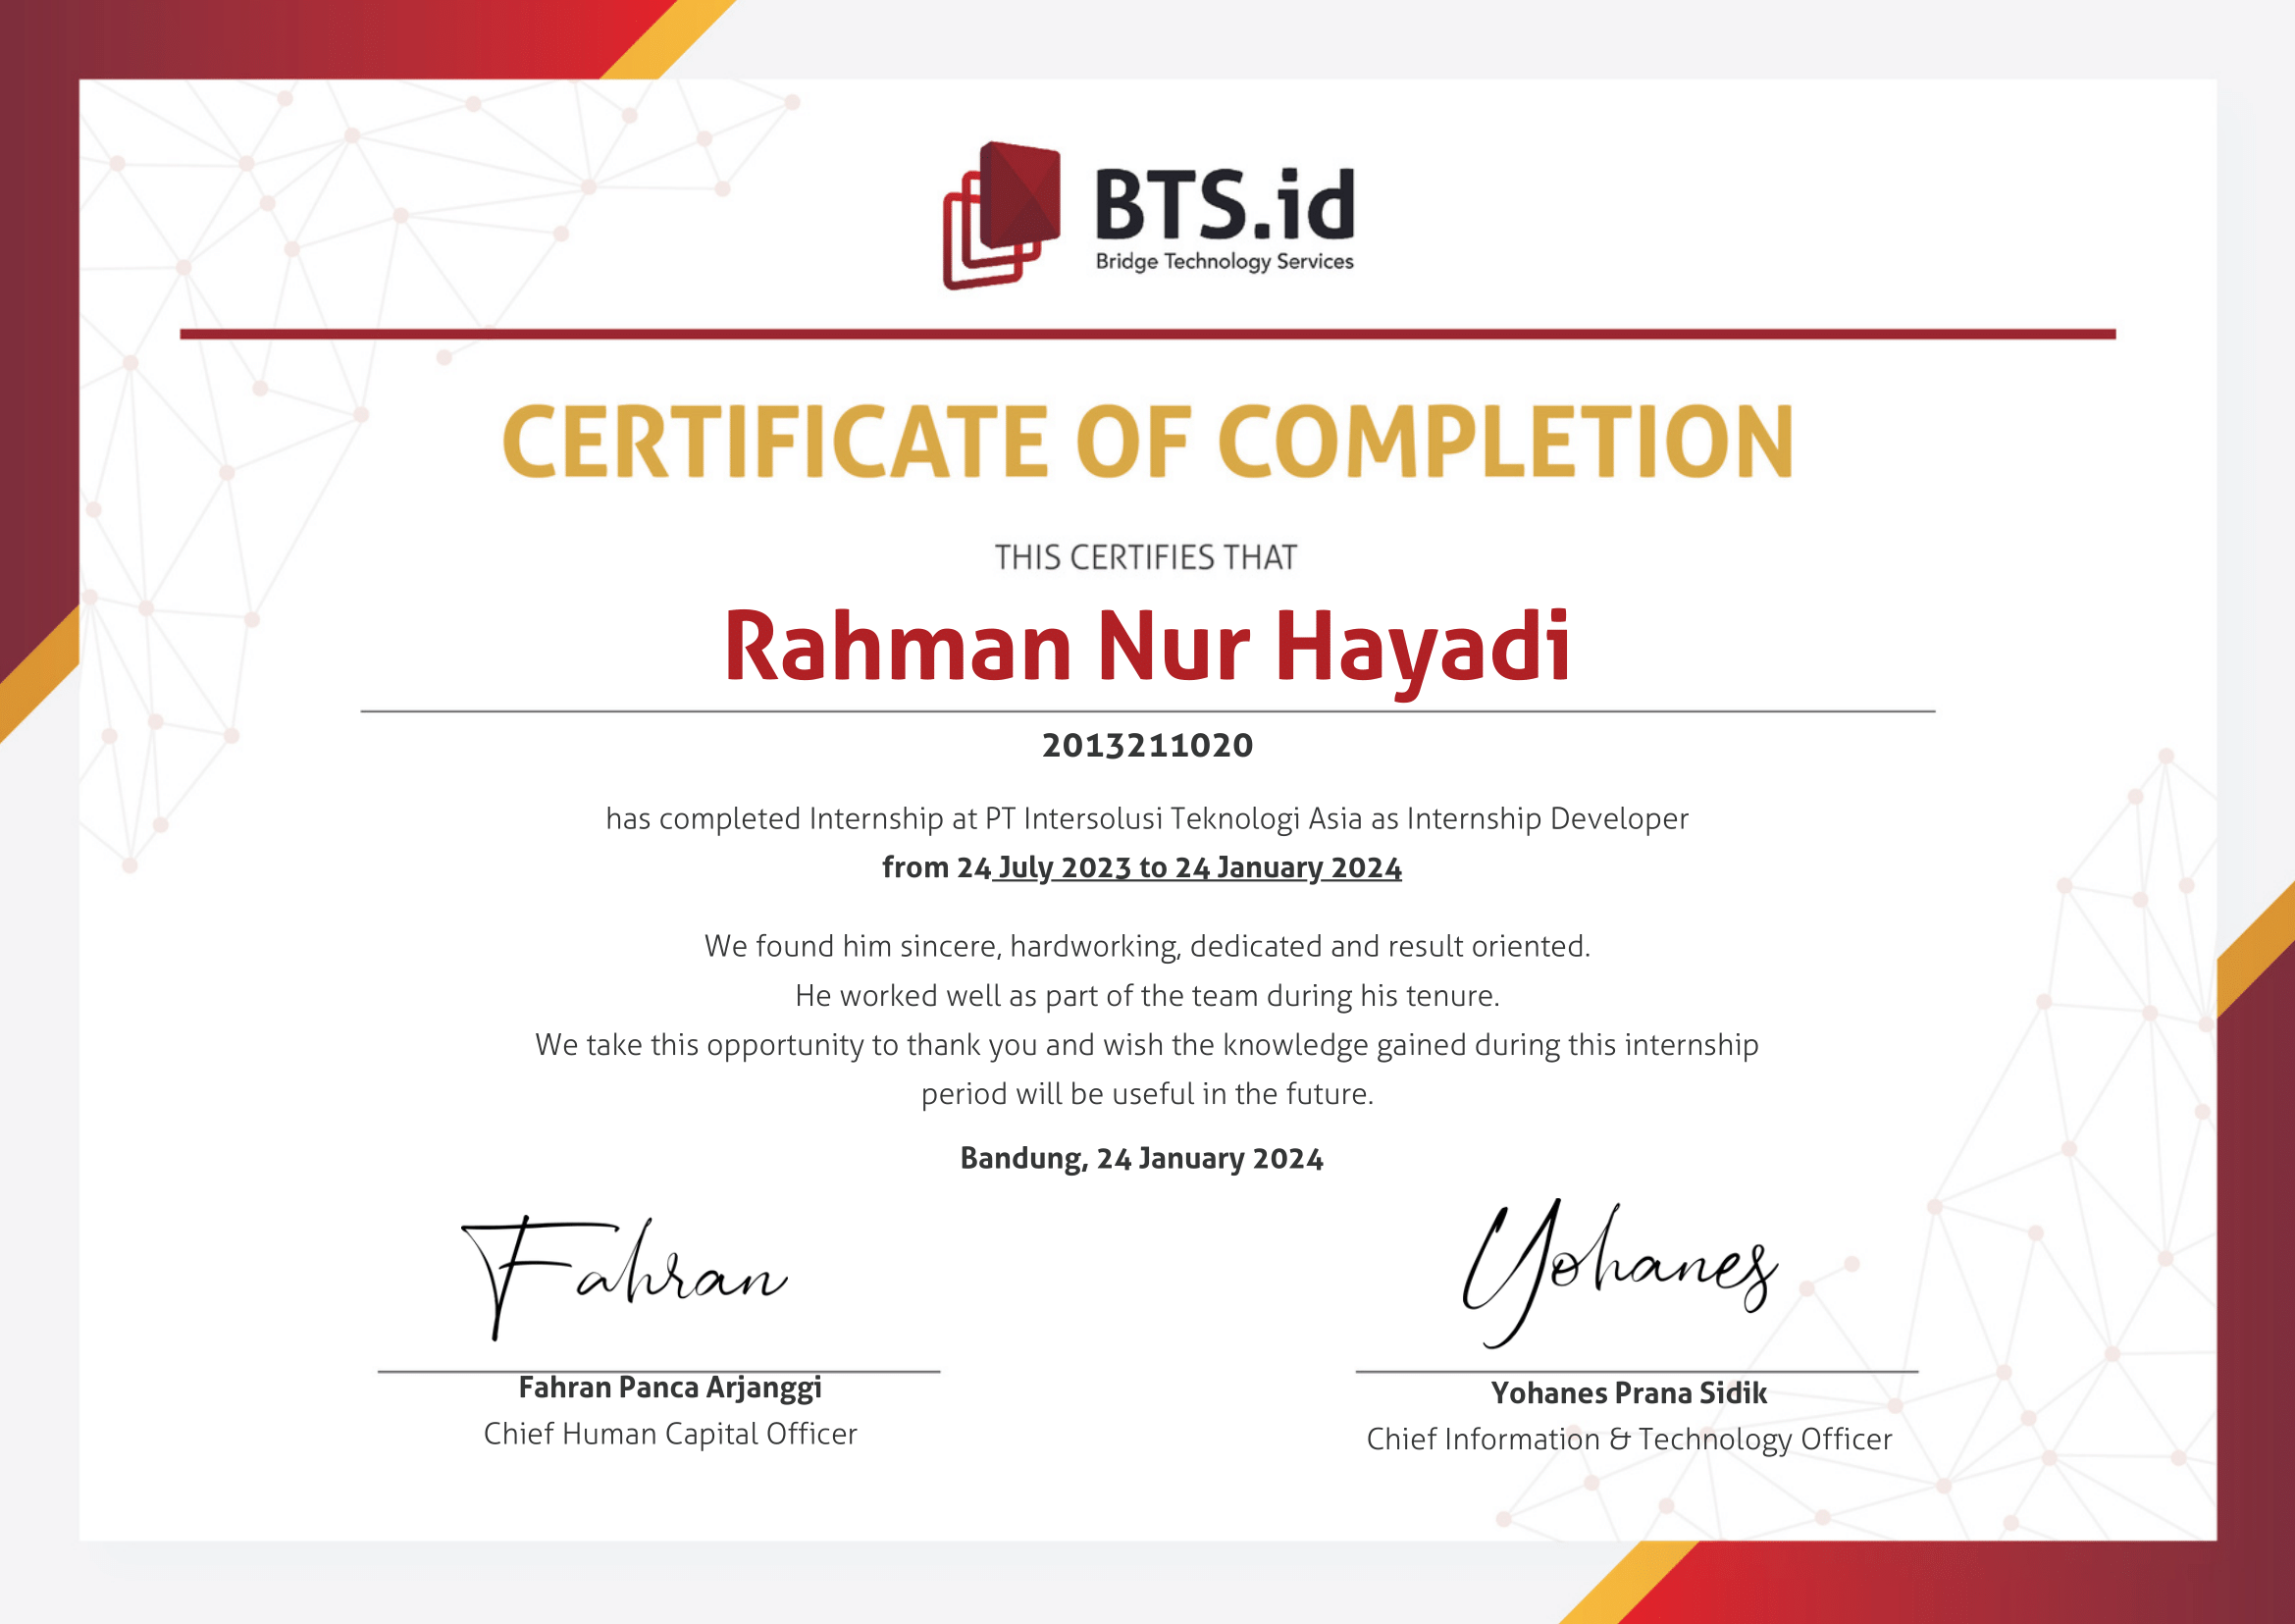 BTS.id
Bridge Technology Services
CERTIFICATE OF COMPLETION
THIS CERTIFIES THAT
Rahman Nur Hayadi
2013211020
has completed Internship at PT Intersolusi Teknologi Asia as Internship Developer
from 24 July 2023 to 24 January 2024
We found him sincere, hardworking, dedicated and result oriented.
He worked well as part of the team during his tenure.
We take this opportunity to thank you and wish the knowledge gained during this internship
period will be useful in the future.
Bandung, 24 January 2024
Fahran
Yohanes
Fahran Panca Arjanggi
Chief Human Capital Officer
Yohanes Prana Sidik
Chief Information & Technology Officer